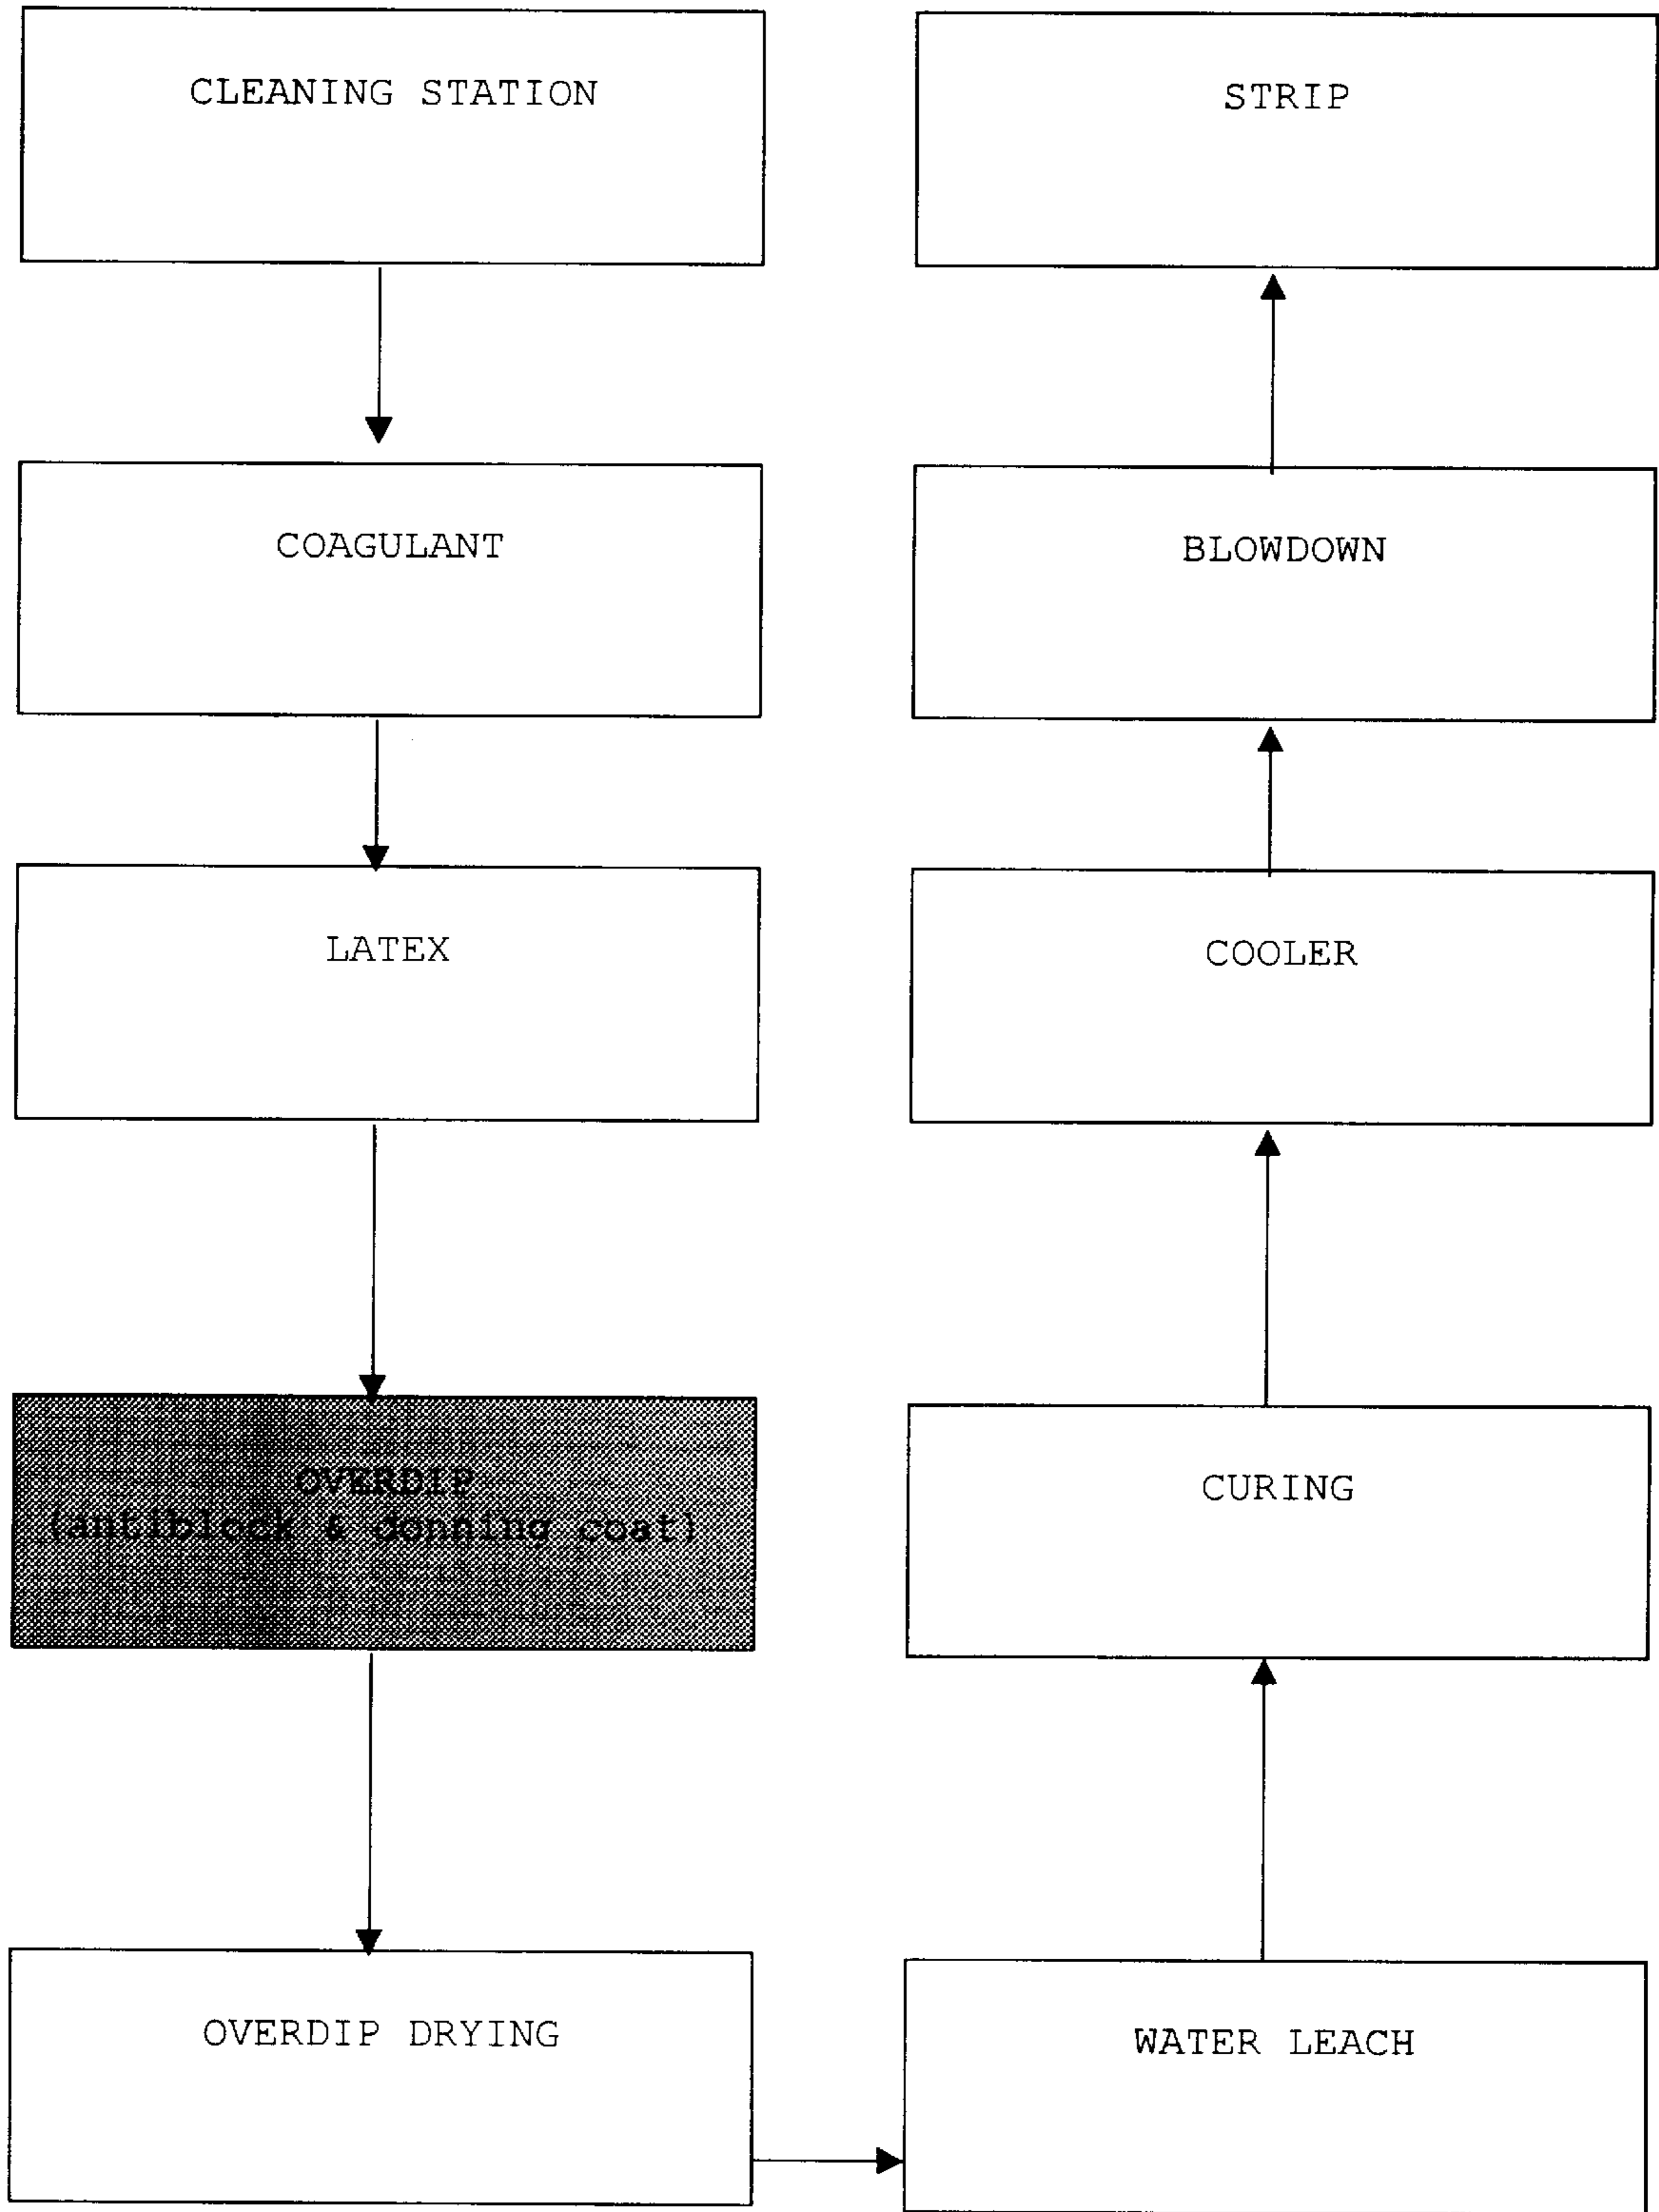 CLEANING STATION
COAGULANT
LATEX
OVERDIP
(antiblock & donning coat)
OVERDIP DRYING
WATER LEACH
CURING
COOLER
BLOWDOWN
STRIP